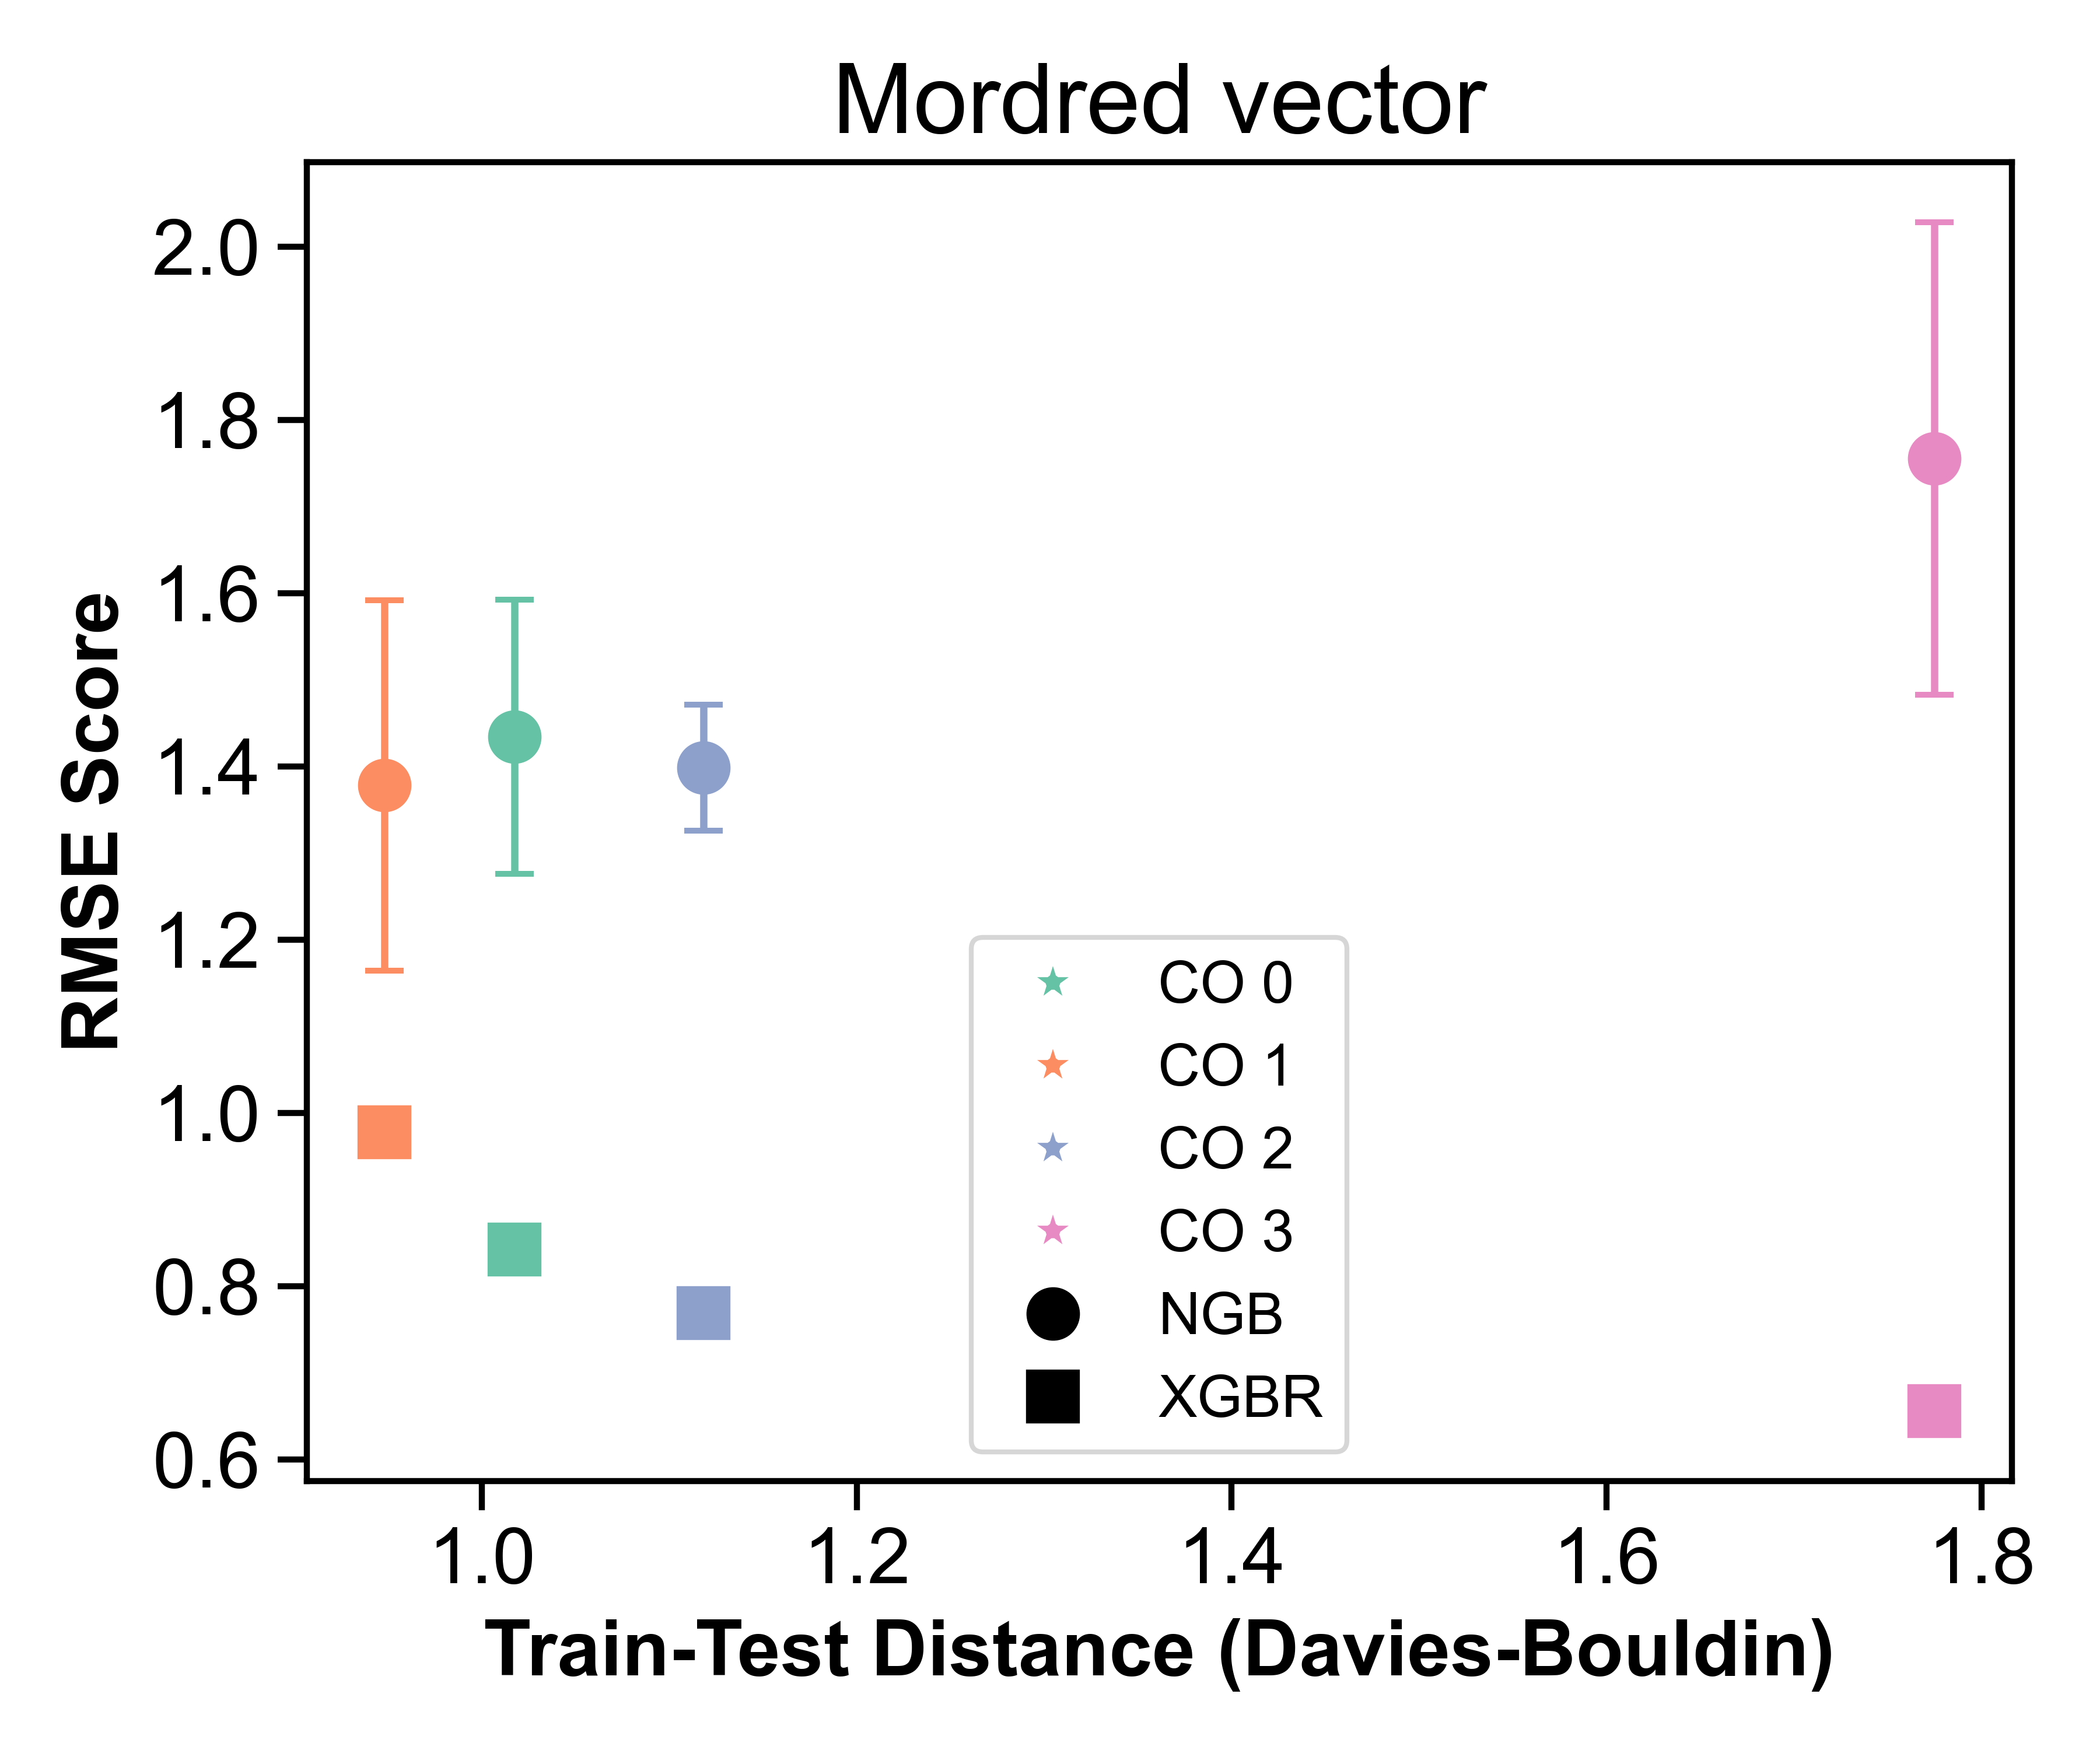 Mordred vector
RMSE Score
2.0
1.8
1.6
1.4
1.2
1.0
0.8
0.6
CO 0
CO 1
CO 2
CO 3
NGB
XGBR
1.0 1.2 1.4 1.6 1.8
Train-Test Distance (Davies-Bouldin)